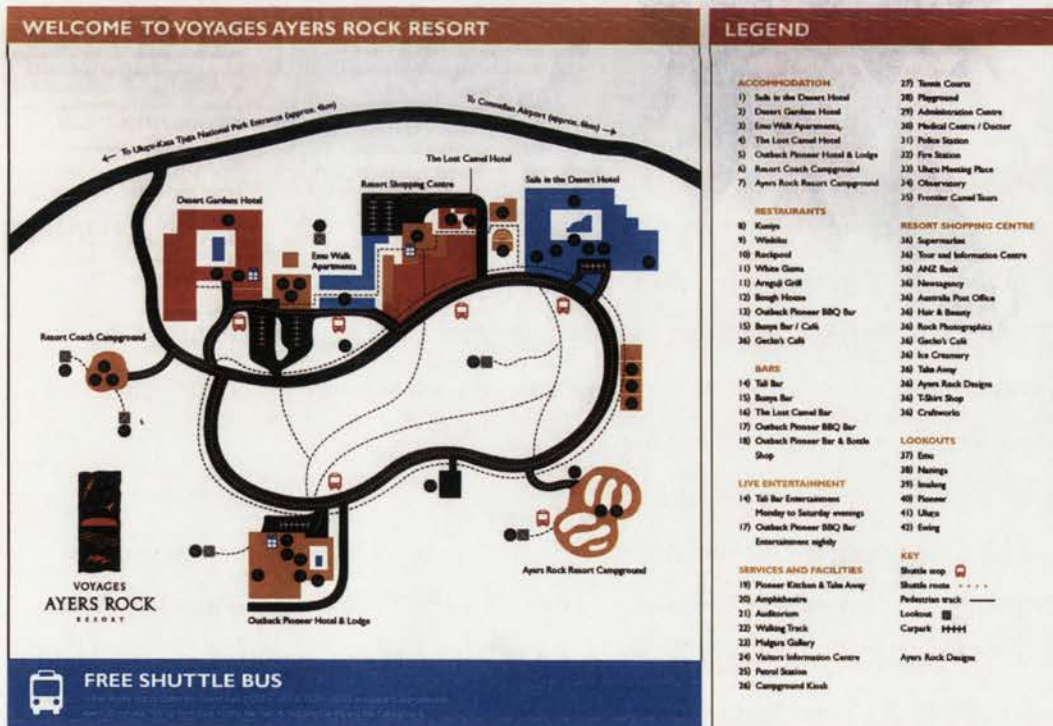 WELCOME TO VOYAGES AYERS ROCK RESORT
← To Uluru-Kata Tjuta National Park Entrance (approx. 4km)
To Connellan Airport (approx. 6km) →
The Lost Camel Hotel
Resort Shopping Centre
Sails in the Desert Hotel
Desert Gardens Hotel
Emu Walk
Apartments
Resort Coach Campground
Ayers Rock Resort Campground
Outback Pioneer Hotel & Lodge
VOYAGES
AYERS ROCK
RESORT
FREE SHUTTLE BUS
LEGEND
ACCOMMODATION
1) Sails in the Desert Hotel
2) Desert Gardens Hotel
3) Emu Walk Apartments,
4) The Lost Camel Hotel
5) Outback Pioneer Hotel & Lodge
6) Resort Coach Campground
7) Ayers Rock Resort Campground
RESTAURANTS
8) Kuniya
9) Winkiku
10) Rockpool
11) White Gums
11) Arnguli Grill
12) Bough House
13) Outback Pioneer BBQ Bar
15) Bunya Bar / Café
36) Gecko's Café
BARS
14) Tali Bar
15) Bunya Bar
16) The Lost Camel Bar
17) Outback Pioneer BBQ Bar
18) Outback Pioneer Bar & Bottle
Shop
LIVE ENTERTAINMENT
14) Tali Bar Entertainment
Monday to Saturday evenings
17) Outback Pioneer BBQ Bar
Entertainment nightly
SERVICES AND FACILITIES
19) Pioneer Kitchen & Take Away
20) Amphitheatre
21) Auditorium
22) Walking Track
23) Mulgara Gallery
24) Visitors Information Centre
25) Petrol Station
26) Campground Kiosk
27) Tennis Courts
28) Playground
29) Administration Centre
30) Medical Centre / Doctor
31) Police Station
32) Fire Station
33) Uluru Meeting Place
34) Observatory
35) Frontier Camel Tours
RESORT SHOPPING CENTRE
36) Supermarket
36) Tour and Information Centre
36) ANZ Bank
36) Newsagency
36) Australia Post Office
36) Hair & Beauty
36) Rock Photographics
36) Gecko's Café
36) Ice Creamery
36) Take Away
36) Ayers Rock Designs
36) T-Shirt Shop
36) Craftworks
LOOKOUTS
37) Emu
38) Naninga
39) Imalung
40) Pioneer
41) Uluru
42) Ewing
KEY
Shuttle stop
Shuttle route
Pedestrian track
Lookout
Carpark
Ayers Rock Designs